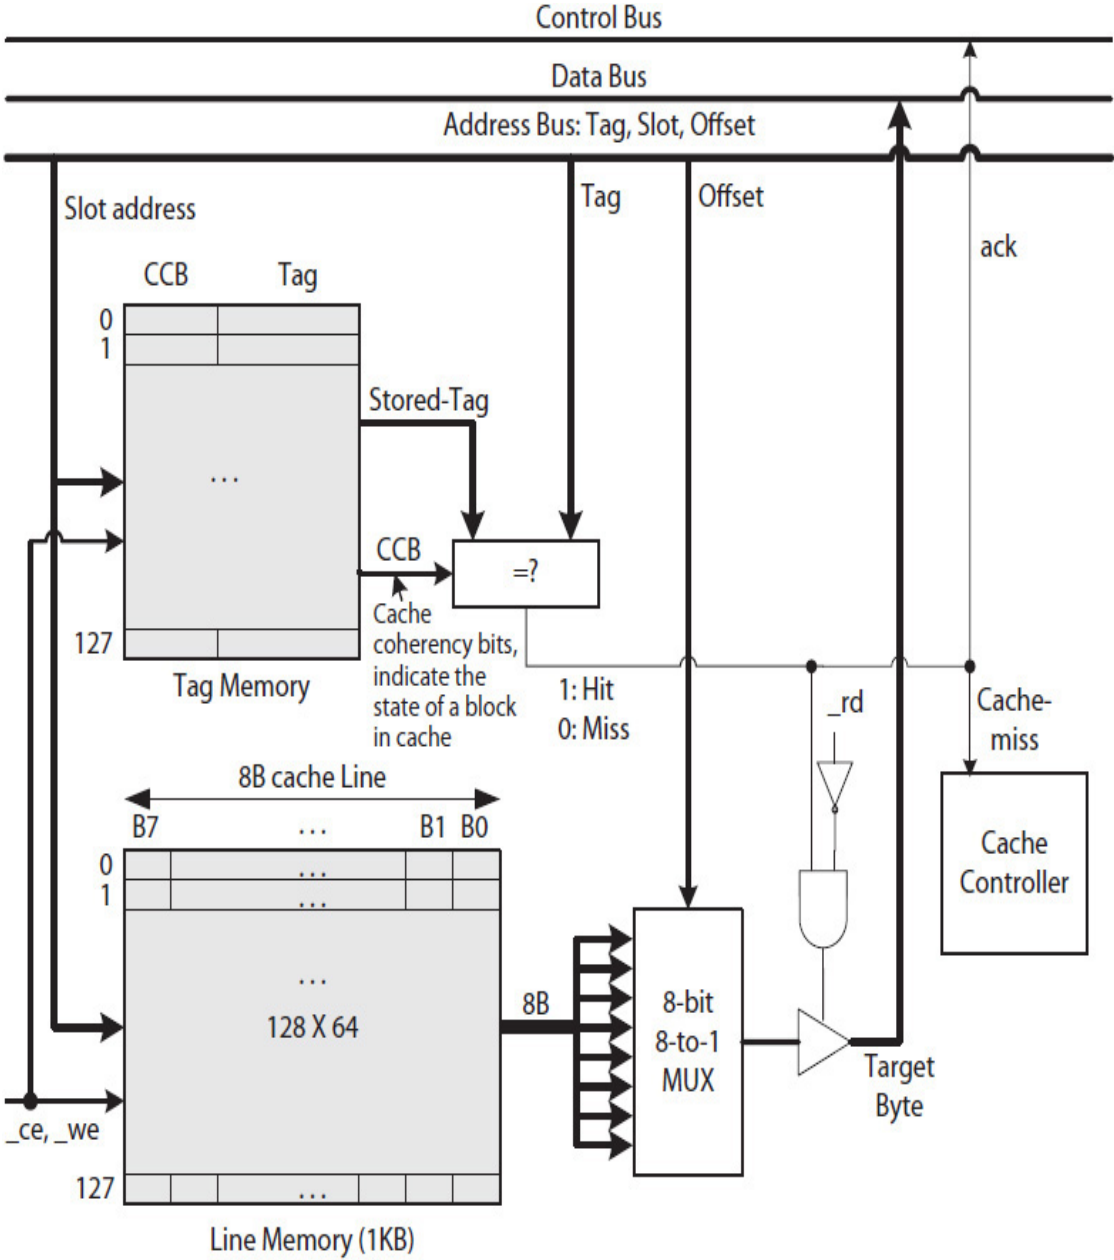 Control Bus
Data Bus
Address Bus: Tag, Slot, Offset
Slot address
Tag
Offset
ack
CCB
Tag
0
1
...
127
Stored-Tag
CCB
=?
Cache
coherency bits,
indicate the
state of a block
in cache
Tag Memory
1: Hit
0: Miss
_rd
Cache-
miss
Cache
Controller
8B cache Line
B7
...
B1
B0
0
...
1
...
...
128 X 64
8B
8-bit
8-to-1
MUX
Target
Byte
_ce, _we
127
...
Line Memory (1KB)